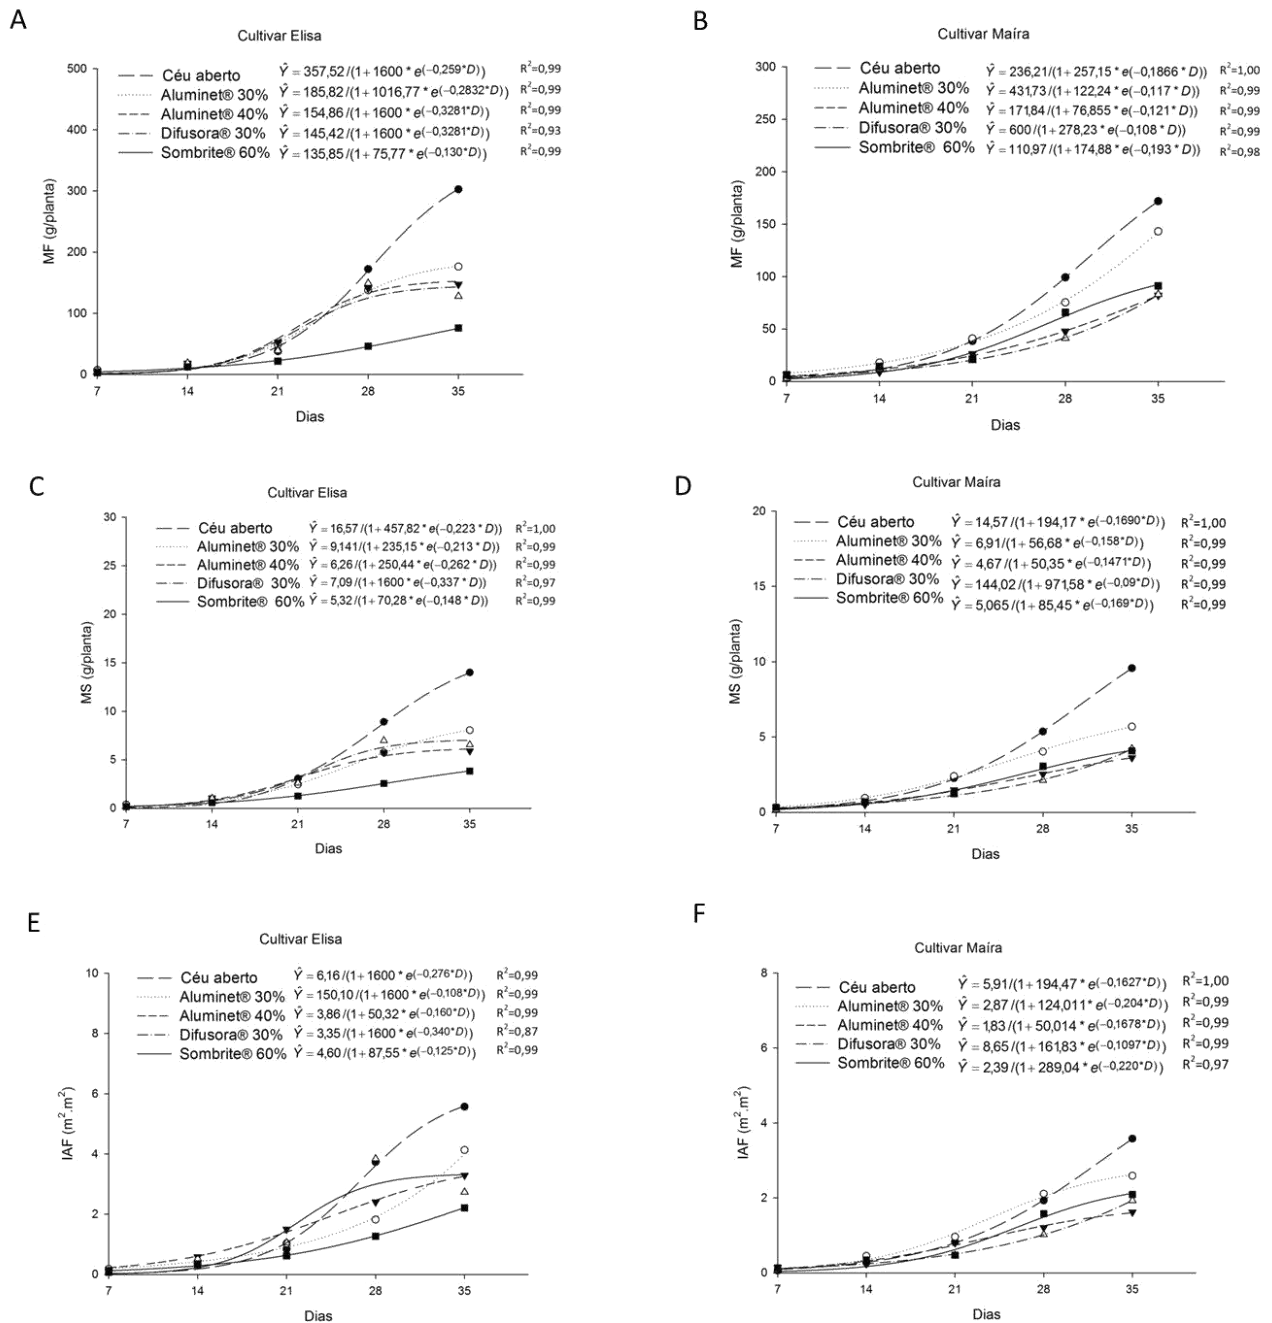 A
Cultivar Elisa
Céu aberto Ŷ = 357,52/(1+1600*e(−0,259*D)) R²=0,99
Aluminet® 30% Ŷ = 185,82/(1+1016,77*e(−0,2832*D)) R²=0,99
Aluminet® 40% Ŷ = 154,86/(1+1600*e(−0,3281*D)) R²=0,99
Difusora® 30% Ŷ = 145,42/(1+1600*e(−0,3281*D)) R²=0,93
Sombrite® 60% Ŷ = 135,85/(1+75,77*e(−0,130*D)) R²=0,99
500
400
300
200
100
0
MF (g/planta)
7 14 21 28 35
Dias
B
Cultivar Maíra
Céu aberto Ŷ = 236,21/(1+257,15*e(−0,1866*D)) R²=1,00
Aluminet® 30% Ŷ = 431,73/(1+122,24*e(−0,117*D)) R²=0,99
Aluminet® 40% Ŷ = 171,84/(1+76,855*e(−0,121*D)) R²=0,99
Difusora® 30% Ŷ = 600/(1+278,23*e(−0,108*D)) R²=0,99
Sombrite® 60% Ŷ = 110,97/(1+174,88*e(−0,193*D)) R²=0,98
300
250
200
150
100
50
0
MF (g/planta)
7 14 21 28 35
Dias
C
Cultivar Elisa
Céu aberto Ŷ = 16,57/(1+457,82*e(−0,223*D)) R²=1,00
Aluminet® 30% Ŷ = 9,141/(1+235,15*e(−0,213*D)) R²=0,99
Aluminet® 40% Ŷ = 6,26/(1+250,44*e(−0,262*D)) R²=0,99
Difusora® 30% Ŷ = 7,09/(1+1600*e(−0,337*D)) R²=0,97
Sombrite® 60% Ŷ = 5,32/(1+70,28*e(−0,148*D)) R²=0,99
30
25
20
15
10
5
0
MS (g/planta)
7 14 21 28 35
Dias
D
Cultivar Maíra
Céu aberto Ŷ = 14,57/(1+194,17*e(−0,1690*D)) R²=1,00
Aluminet® 30% Ŷ = 6,91/(1+56,68*e(−0,158*D)) R²=0,99
Aluminet® 40% Ŷ = 4,67/(1+50,35*e(−0,1471*D)) R²=0,99
Difusora® 30% Ŷ = 144,02/(1+971,58*e(−0,09*D)) R²=0,99
Sombrite® 60% Ŷ = 5,065/(1+85,45*e(−0,169*D)) R²=0,99
20
15
10
5
0
MS (g/planta)
7 14 21 28 35
Dias
E
Cultivar Elisa
Céu aberto Ŷ = 6,16/(1+1600*e(−0,276*D)) R²=0,99
Aluminet® 30% Ŷ = 150,10/(1+1600*e(−0,108*D)) R²=0,99
Aluminet® 40% Ŷ = 3,86/(1+50,32*e(−0,160*D)) R²=0,99
Difusora® 30% Ŷ = 3,35/(1+1600*e(−0,340*D)) R²=0,87
Sombrite® 60% Ŷ = 4,60/(1+87,55*e(−0,125*D)) R²=0,99
10
8
6
4
2
0
IAF (m².m²)
7 14 21 28 35
Dias
F
Cultivar Maíra
Céu aberto Ŷ = 5,91/(1+194,47*e(−0,1627*D)) R²=1,00
Aluminet® 30% Ŷ = 2,87/(1+124,011*e(−0,204*D)) R²=0,99
Aluminet® 40% Ŷ = 1,83/(1+50,014*e(−0,1678*D)) R²=0,99
Difusora® 30% Ŷ = 8,65/(1+161,83*e(−0,1097*D)) R²=0,99
Sombrite® 60% Ŷ = 2,39/(1+289,04*e(−0,220*D)) R²=0,97
8
6
4
2
0
IAF (m².m²)
7 14 21 28 35
Dias